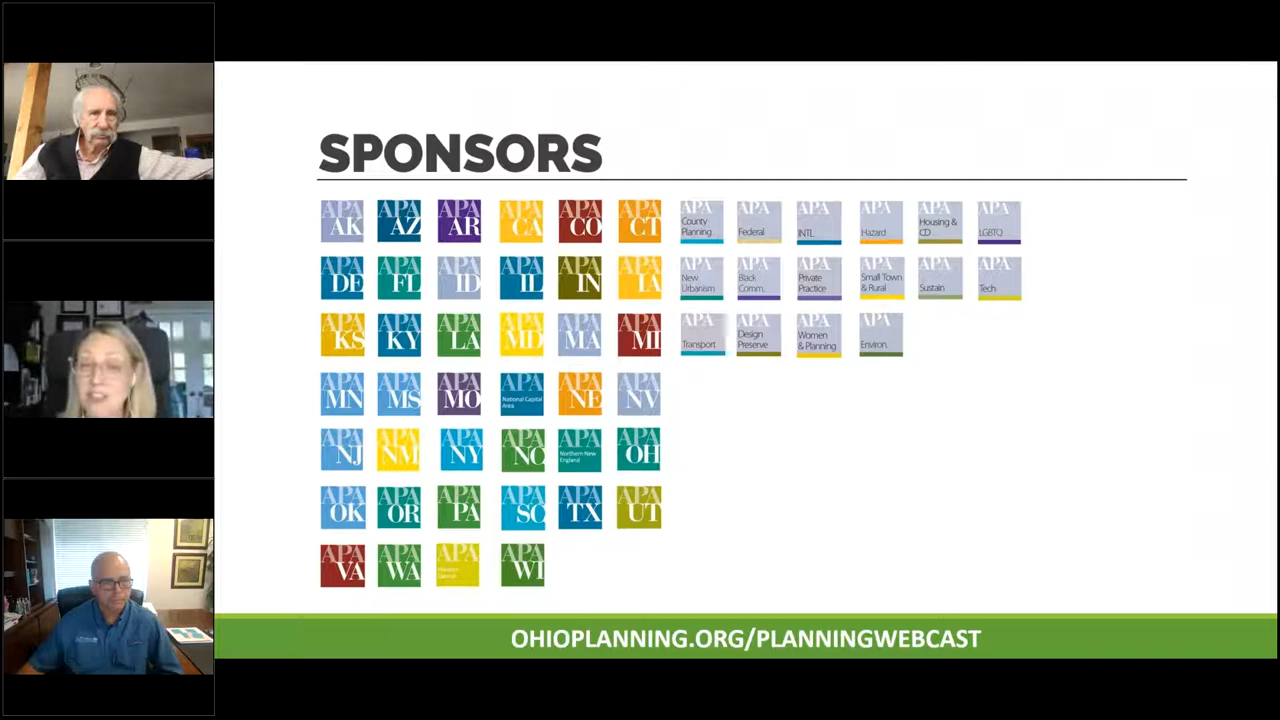 SPONSORS
APA AK APA AZ APA AR APA CA APA CO APA CT APA County Planning APA Federal APA INTL APA Hazard APA Housing & CD APA LGBTQ
APA DE APA FL APA ID APA IL APA IN APA IA APA New Urbanism APA Black Comm. APA Private Practice APA Small Town & Rural APA Sustain APA Tech
APA KS APA KY APA LA APA MD APA MA APA MI APA Transport APA Design Preserve APA Women & Planning APA Environ.
APA MN APA MS APA MO APA National Capital Area APA NE APA NV
APA NJ APA NM APA NY APA NC APA Northern New England APA OH
APA OK APA OR APA PA APA SC APA TX APA UT
APA VA APA WA APA Western Central APA WI
OHIOPLANNING.ORG/PLANNINGWEBCAST